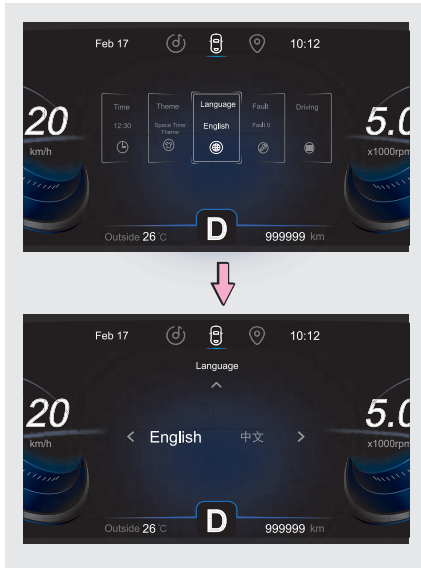 Feb 17 10:12
Time Theme Language Fault Driving
12:30 Space Time Theme English Fault 0
20 km/h
5.0 x1000rpm
Outside 26 °C D 999999 km
Feb 17 10:12
Language
20 km/h
English 中文
5.0 x1000rpm
Outside 26 °C D 999999 km